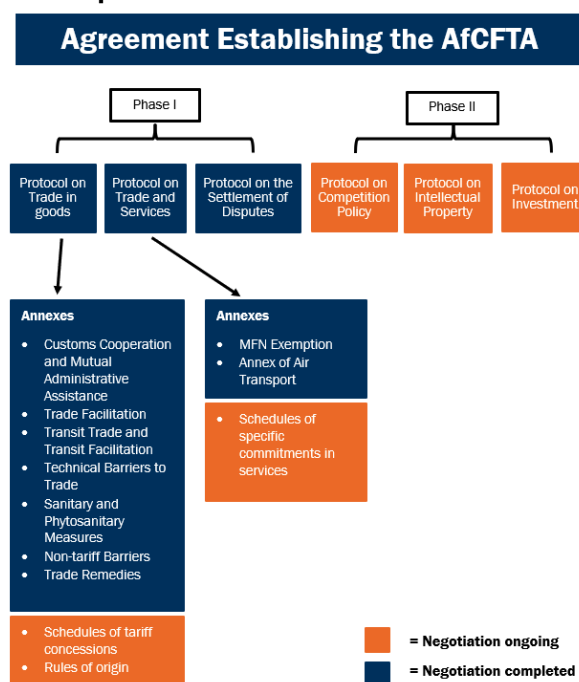 Agreement Establishing the AfCFTA
Phase I
Phase II
Protocol on
Trade in
goods
Protocol on
Trade and
Services
Protocol on the
Settlement of
Disputes
Protocol on
Competition
Policy
Protocol on
Intellectual
Property
Protocol on
Investment
Annexes
• Customs Cooperation
and Mutual
Administrative
Assistance
• Trade Facilitation
• Transit Trade and
Transit Facilitation
• Technical Barriers to
Trade
• Sanitary and
Phytosanitary
Measures
• Non-tariff Barriers
• Trade Remedies
• Schedules of tariff
concessions
• Rules of origin
Annexes
• MFN Exemption
• Annex of Air
Transport
• Schedules of
specific
commitments in
services
= Negotiation ongoing
= Negotiation completed